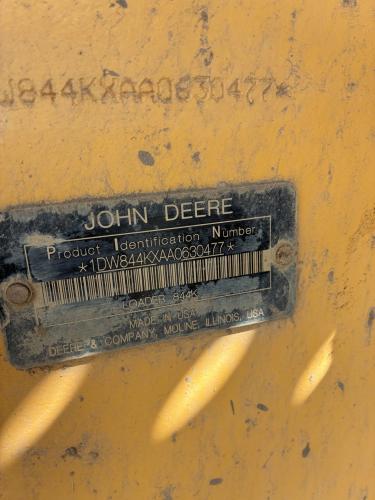 J844KXAA0630477*
JOHN DEERE
Product Identification Number
*1DW844KXAA0630477*
LOADER 844K
MADE IN USA
DEERE & COMPANY, MOLINE, ILLINOIS, USA